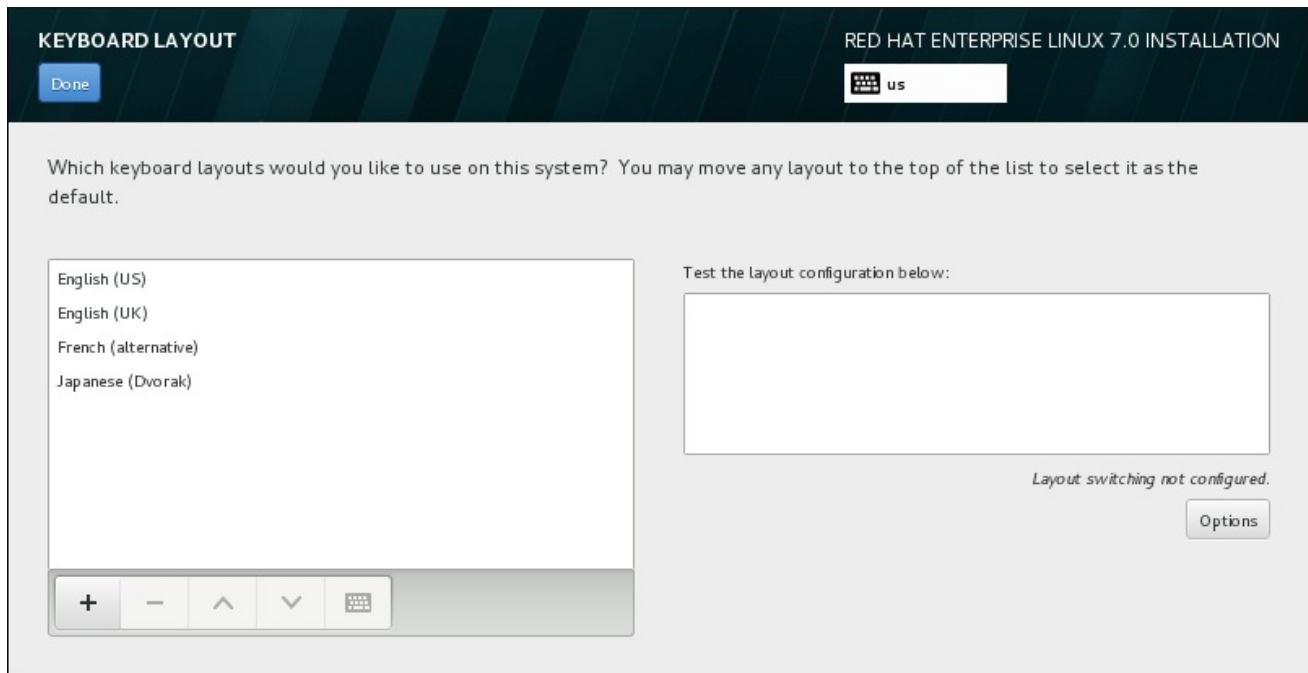 KEYBOARD LAYOUT
RED HAT ENTERPRISE LINUX 7.0 INSTALLATION
Done
us
Which keyboard layouts would you like to use on this system? You may move any layout to the top of the list to select it as the
default.
English (US)
English (UK)
French (alternative)
Japanese (Dvorak)
Test the layout configuration below:
Layout switching not configured.
Options